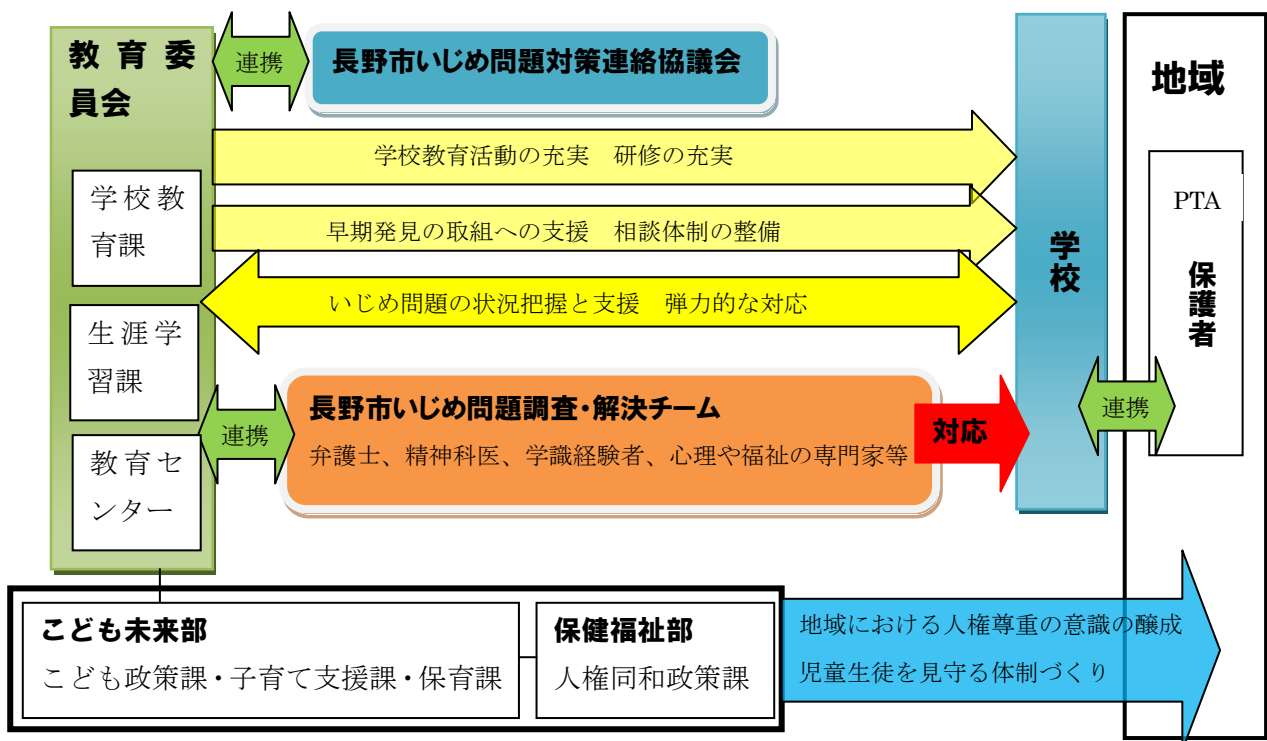 教育委
員会
連携
長野市いじめ問題対策連絡協議会
地域
学校教育活動の充実　研修の充実
学校教
育課
早期発見の取組への支援　相談体制の整備
学校
PTA
保護者
いじめ問題の状況把握と支援　弾力的な対応
生涯学
習課
連携
長野市いじめ問題調査・解決チーム
弁護士、精神科医、学識経験者、心理や福祉の専門家等
対応
連携
教育セ
ンター
こども未来部
こども政策課・子育て支援課・保育課
保健福祉部
人権同和政策課
地域における人権尊重の意識の醸成
児童生徒を見守る体制づくり